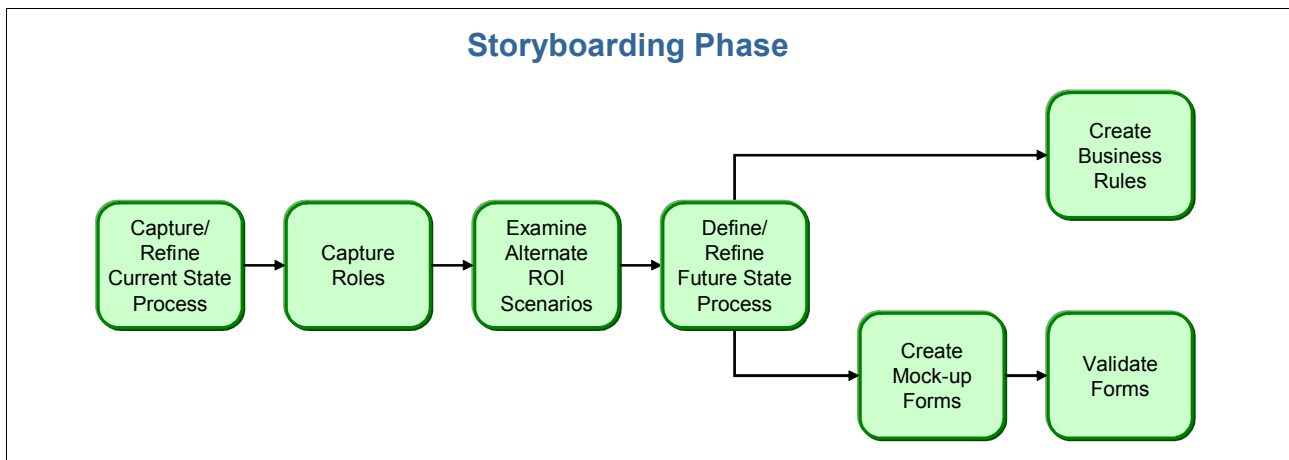 Storyboarding Phase
Capture/
Refine
Current State
Process
Capture
Roles
Examine
Alternate
ROI
Scenarios
Define/
Refine
Future State
Process
Create
Business
Rules
Create
Mock-up
Forms
Validate
Forms